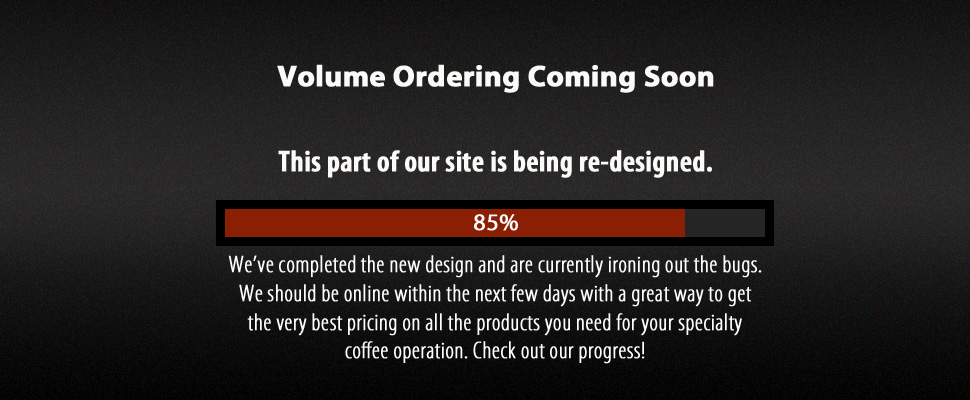 Volume Ordering Coming Soon
This part of our site is being re-designed.
85%
We've completed the new design and are currently ironing out the bugs.
We should be online within the next few days with a great way to get
the very best pricing on all the products you need for your specialty
coffee operation. Check out our progress!